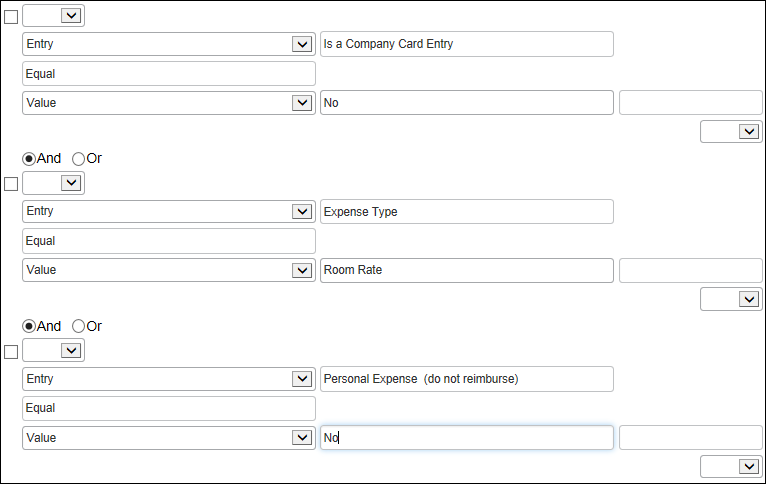 Entry Is a Company Card Entry
Equal
Value No
And Or
Entry Expense Type
Equal
Value Room Rate
And Or
Entry Personal Expense (do not reimburse)
Equal
Value No